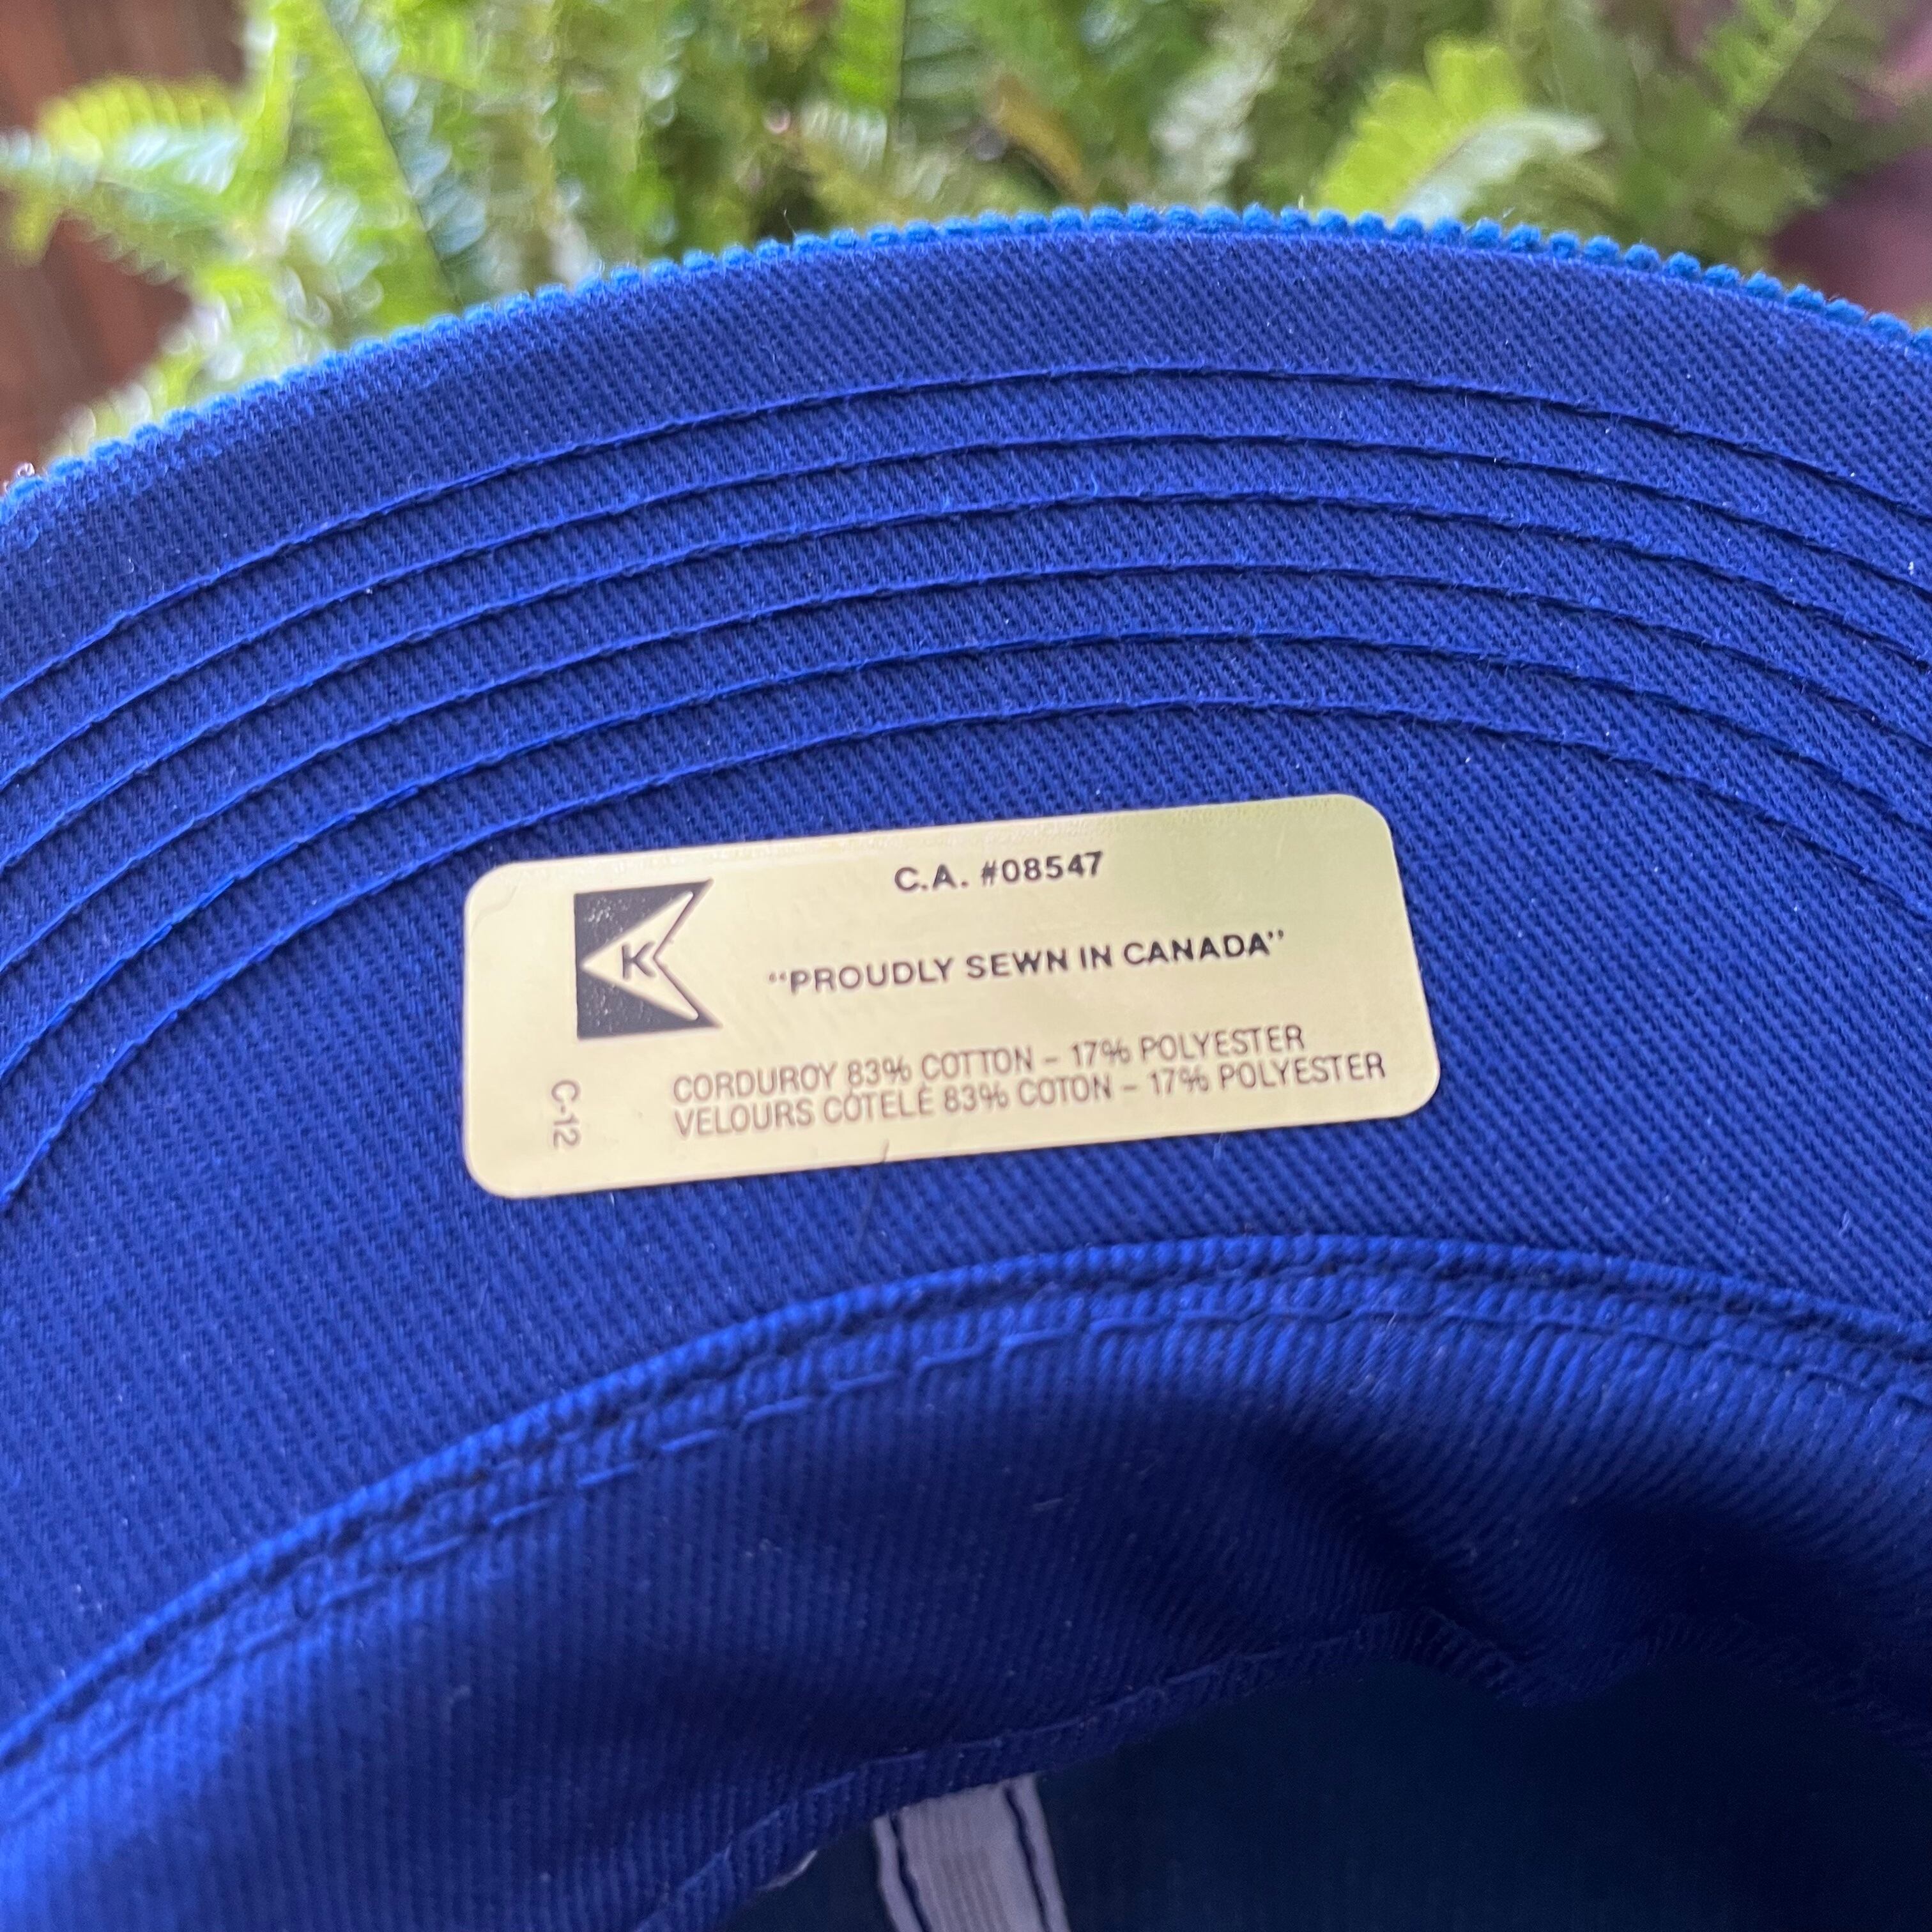 C.A. #08547
K
"PROUDLY SEWN IN CANADA"
CORDUROY 83% COTTON – 17% POLYESTER
VELOURS CÔTELÉ 83% COTON – 17% POLYESTER
C-12